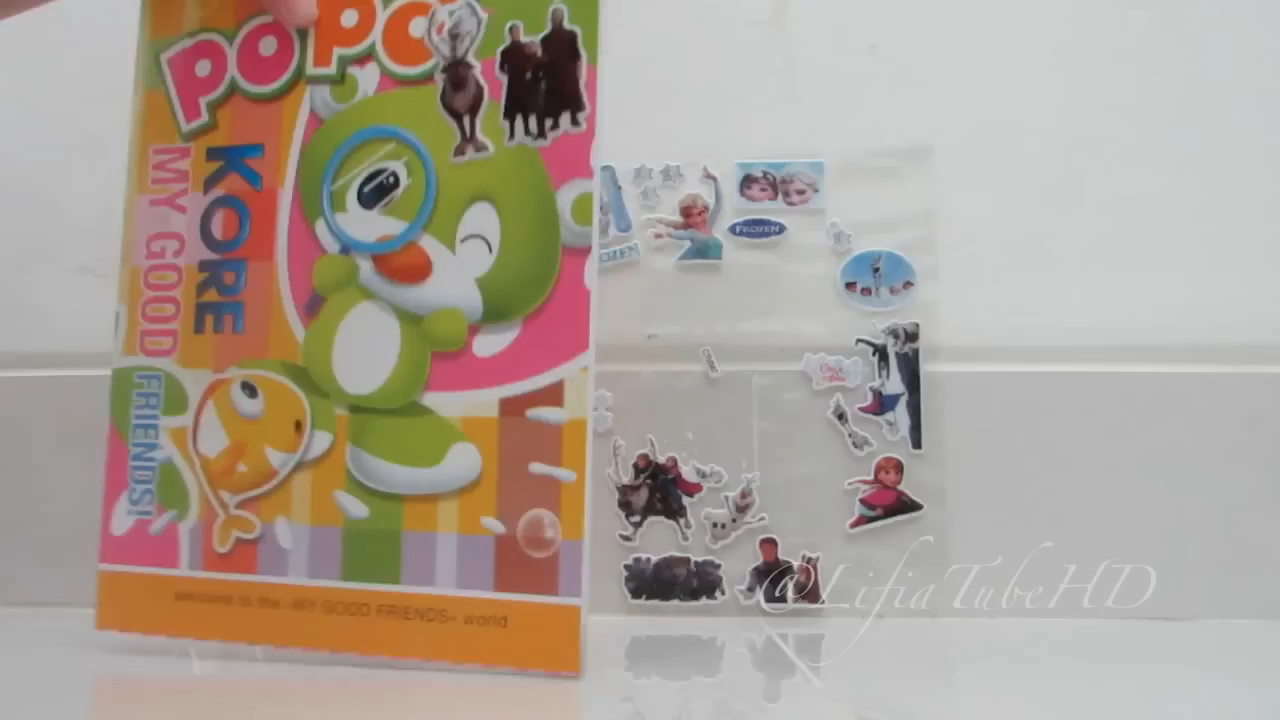 POPO
KORE
MY GOOD
FRIENDS!
welcome to the «MY GOOD FRIENDS» world
FROZEN
@LifiaTubeHD